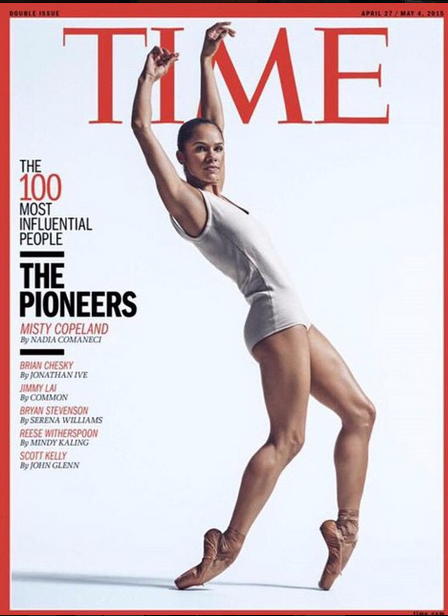 DOUBLE ISSUE
APRIL 27 / MAY 4, 2015
TIME
THE
100
MOST
INFLUENTIAL
PEOPLE
THE
PIONEERS
MISTY COPELAND
By NADIA COMANECI
BRIAN CHESKY
By JONATHAN IVE
JIMMY LAI
By COMMON
BRYAN STEVENSON
By SERENA WILLIAMS
REESE WITHERSPOON
By MINDY KALING
SCOTT KELLY
By JOHN GLENN
time.com